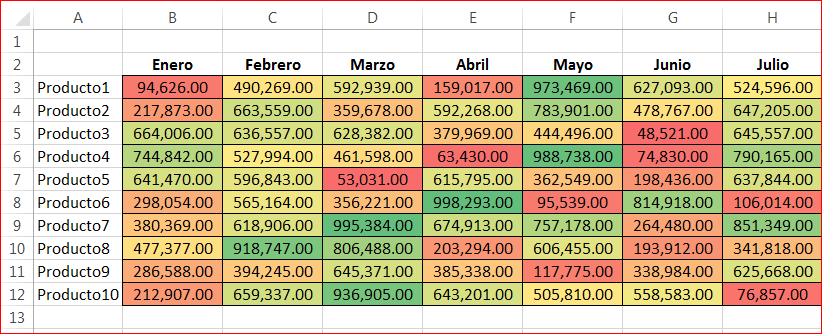 A B C D E F G H
1
2 Enero Febrero Marzo Abril Mayo Junio Julio
3 Producto1 94,626.00 490,269.00 592,939.00 159,017.00 973,469.00 627,093.00 524,596.00
4 Producto2 217,873.00 663,559.00 359,678.00 592,268.00 783,901.00 478,767.00 647,205.00
5 Producto3 664,006.00 636,557.00 628,382.00 379,969.00 444,496.00 48,521.00 645,557.00
6 Producto4 744,842.00 527,994.00 461,598.00 63,430.00 988,738.00 74,830.00 790,165.00
7 Producto5 641,470.00 596,843.00 53,031.00 615,795.00 362,549.00 198,436.00 637,844.00
8 Producto6 298,054.00 565,164.00 356,221.00 998,293.00 95,539.00 814,918.00 106,014.00
9 Producto7 380,369.00 618,906.00 995,384.00 674,913.00 757,178.00 264,480.00 851,349.00
10 Producto8 477,377.00 918,747.00 806,488.00 203,294.00 606,455.00 193,912.00 341,818.00
11 Producto9 286,588.00 394,245.00 645,371.00 385,338.00 117,775.00 338,984.00 625,668.00
12 Producto10 212,907.00 659,337.00 936,905.00 643,201.00 505,810.00 558,583.00 76,857.00
13